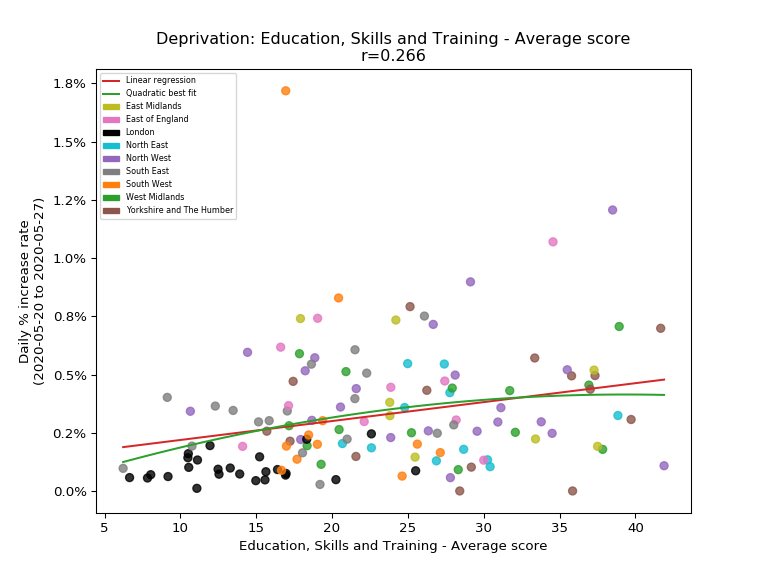 Deprivation: Education, Skills and Training - Average score
r=0.266
Linear regression
Quadratic best fit
East Midlands
East of England
London
North East
North West
South East
South West
West Midlands
Yorkshire and The Humber
1.8%
1.5%
1.2%
1.0%
0.8%
0.5%
0.2%
0.0%
Daily % increase rate
(2020-05-20 to 2020-05-27)
5 10 15 20 25 30 35 40
Education, Skills and Training - Average score